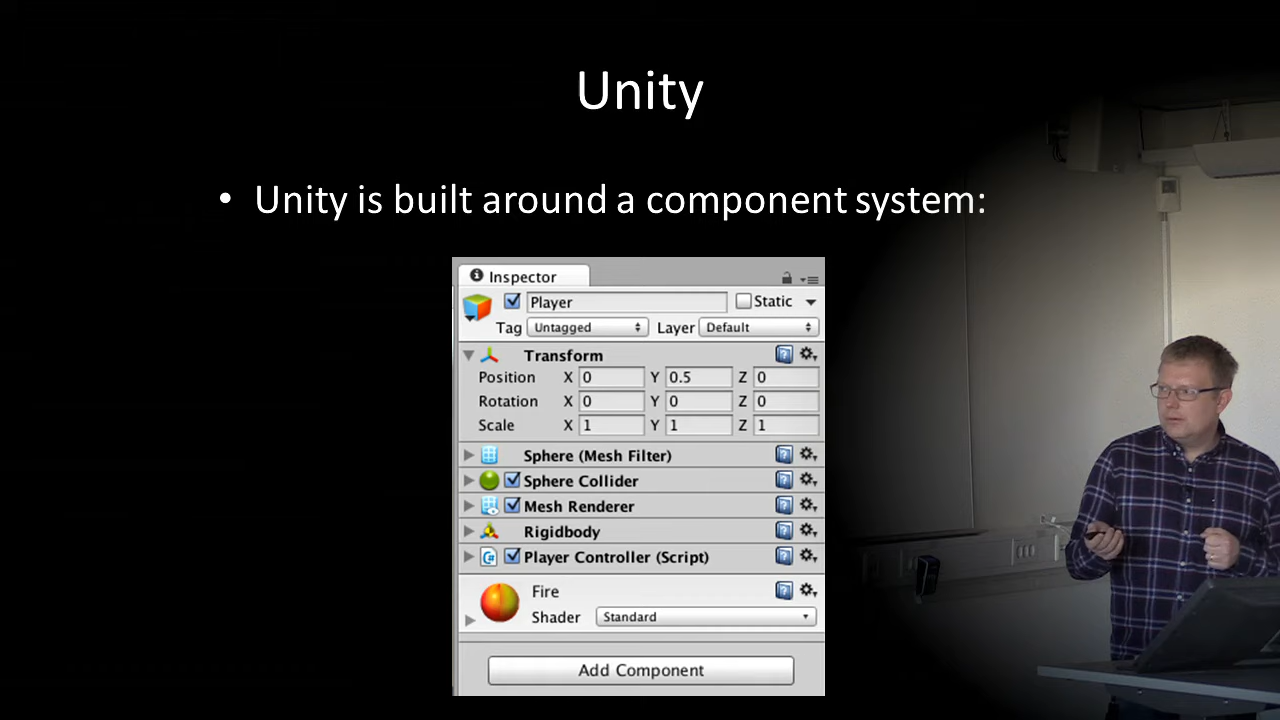 Unity
• Unity is built around a component system:
Inspector
Player Static
Tag Untagged Layer Default
Transform
Position X 0 Y 0.5 Z 0
Rotation X 0 Y 0 Z 0
Scale X 1 Y 1 Z 1
Sphere (Mesh Filter)
Sphere Collider
Mesh Renderer
Rigidbody
Player Controller (Script)
Fire
Shader Standard
Add Component